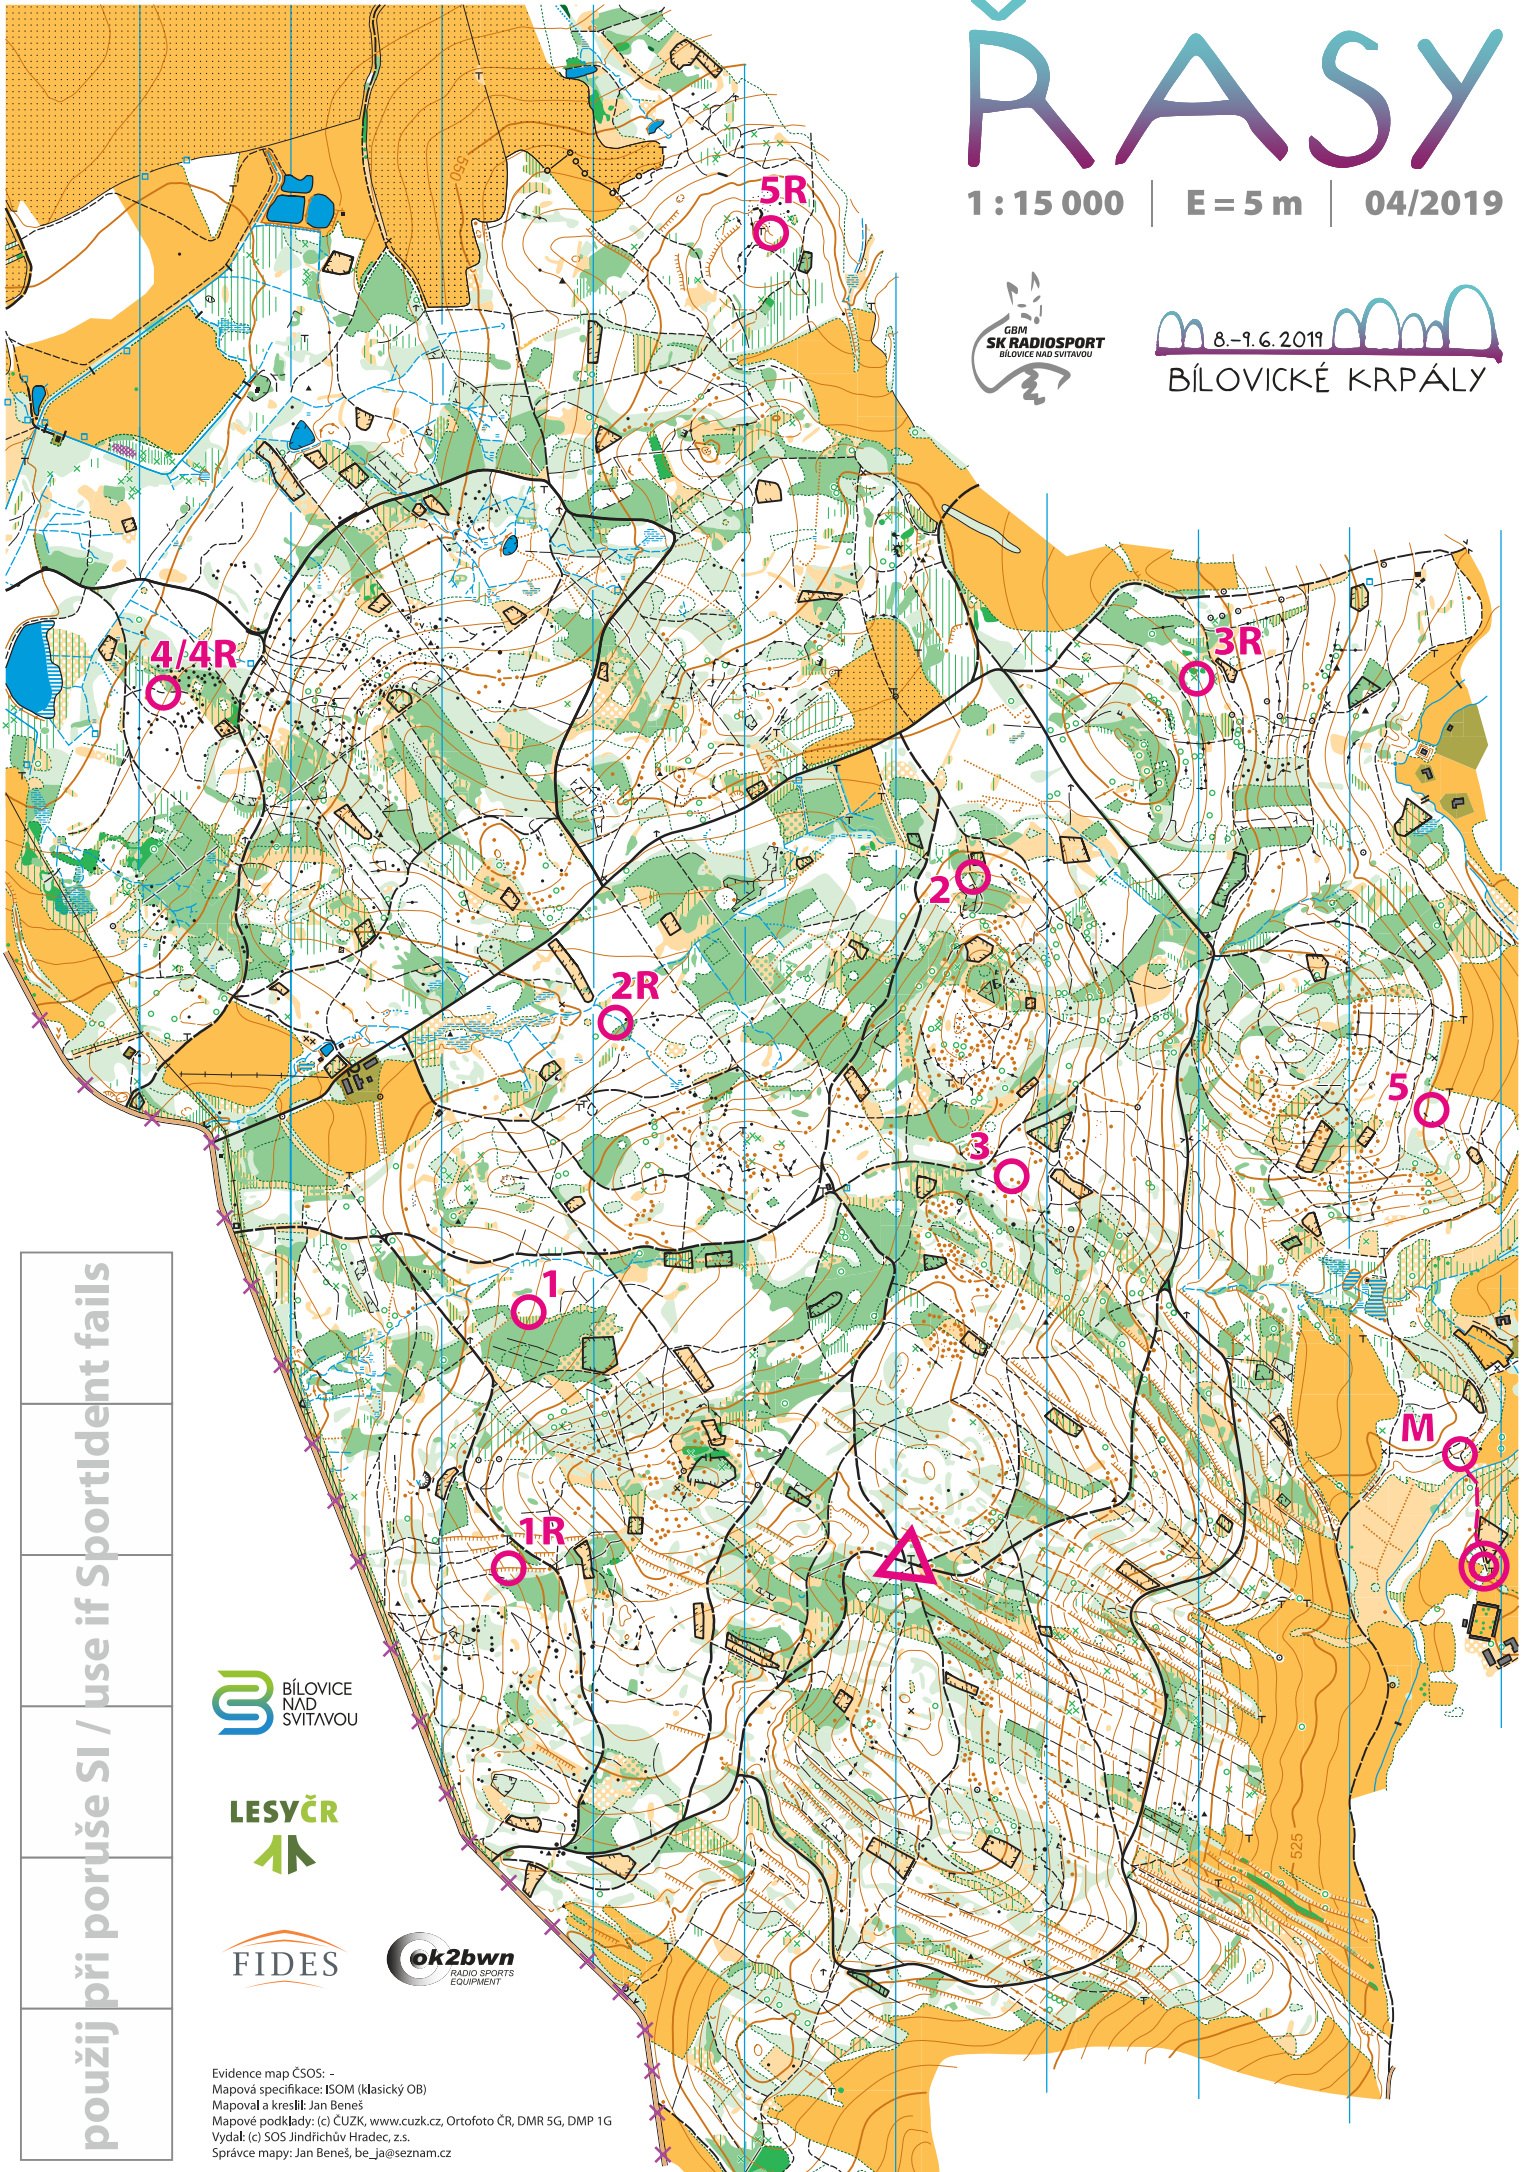 ŘASY
1 : 15 000 | E = 5 m | 04/2019
GBM
SK RADIOSPORT
BÍLOVICE NAD SVITAVOU
8.–9. 6. 2019
BÍLOVICKÉ KRPÁLY
550
5R
4/4R
3R
2
2R
5
3
1
M
1R
525
použij při poruše SI / use if SportIdent fails
BÍLOVICE
NAD
SVITAVOU
LESYČR
FIDES
ok2bwn
RADIO SPORTS
EQUIPMENT
Evidence map ČSOS: -
Mapová specifikace: ISOM (klasický OB)
Mapoval a kreslil: Jan Beneš
Mapové podklady: (c) ČUZK, www.cuzk.cz, Ortofoto ČR, DMR 5G, DMP 1G
Vydal: (c) SOS Jindřichův Hradec, z.s.
Správce mapy: Jan Beneš, be_ja@seznam.cz